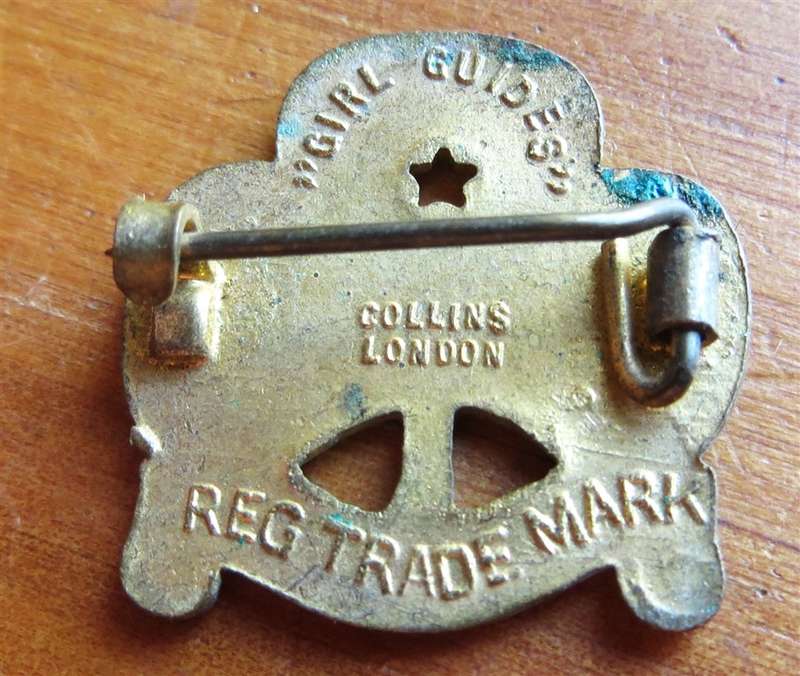 "GIRL GUIDES"
COLLINS
LONDON
REG TRADE MARK